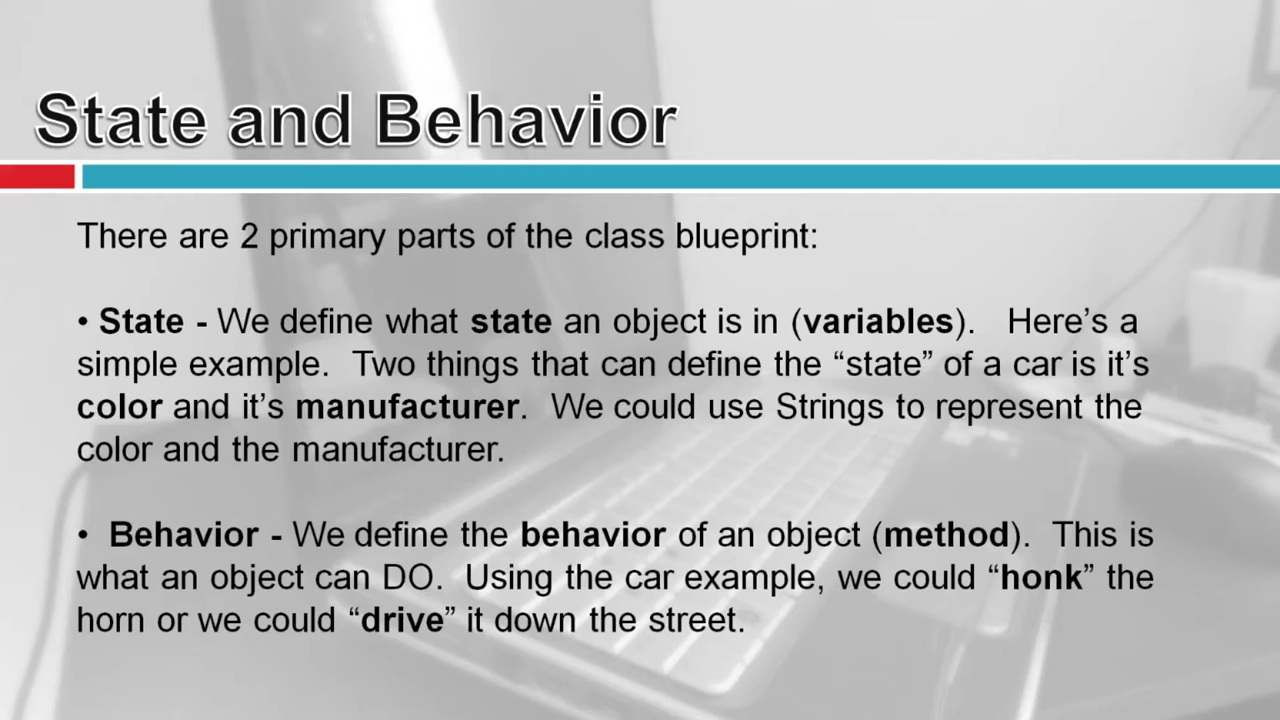 State and Behavior
There are 2 primary parts of the class blueprint:
• State - We define what state an object is in (variables).   Here’s a
simple example.  Two things that can define the “state” of a car is it’s
color and it’s manufacturer.  We could use Strings to represent the
color and the manufacturer.
•  Behavior - We define the behavior of an object (method).  This is
what an object can DO.  Using the car example, we could “honk” the
horn or we could “drive” it down the street.